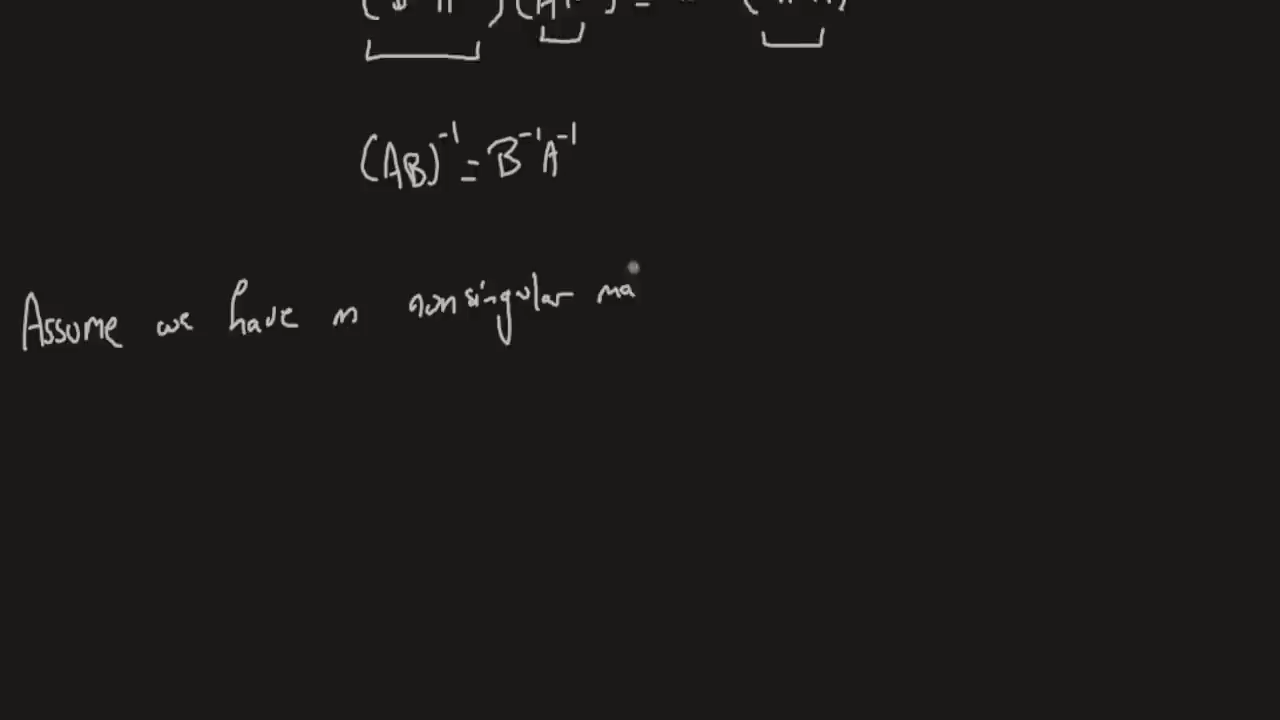 (AB)⁻¹ = B⁻¹A⁻¹
Assume we have m nonsingular ma